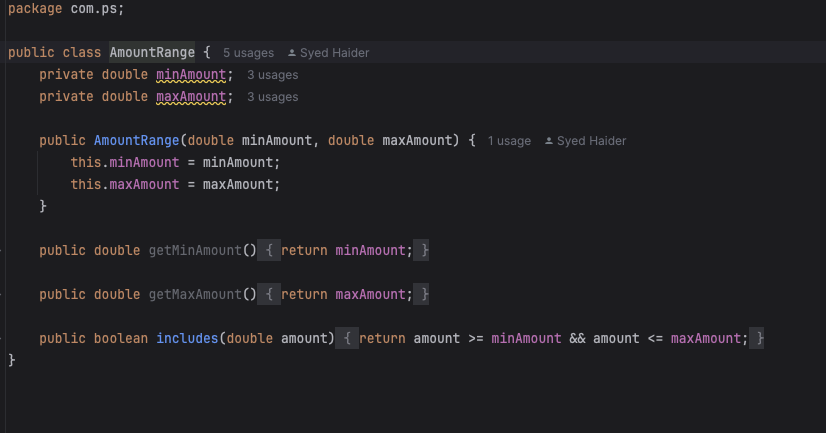 package com.ps;
public class AmountRange { 5 usages Syed Haider
private double minAmount; 3 usages
private double maxAmount; 3 usages
public AmountRange(double minAmount, double maxAmount) { 1 usage Syed Haider
this.minAmount = minAmount;
this.maxAmount = maxAmount;
}
public double getMinAmount() { return minAmount; }
public double getMaxAmount() { return maxAmount; }
public boolean includes(double amount) { return amount >= minAmount && amount <= maxAmount; }
}